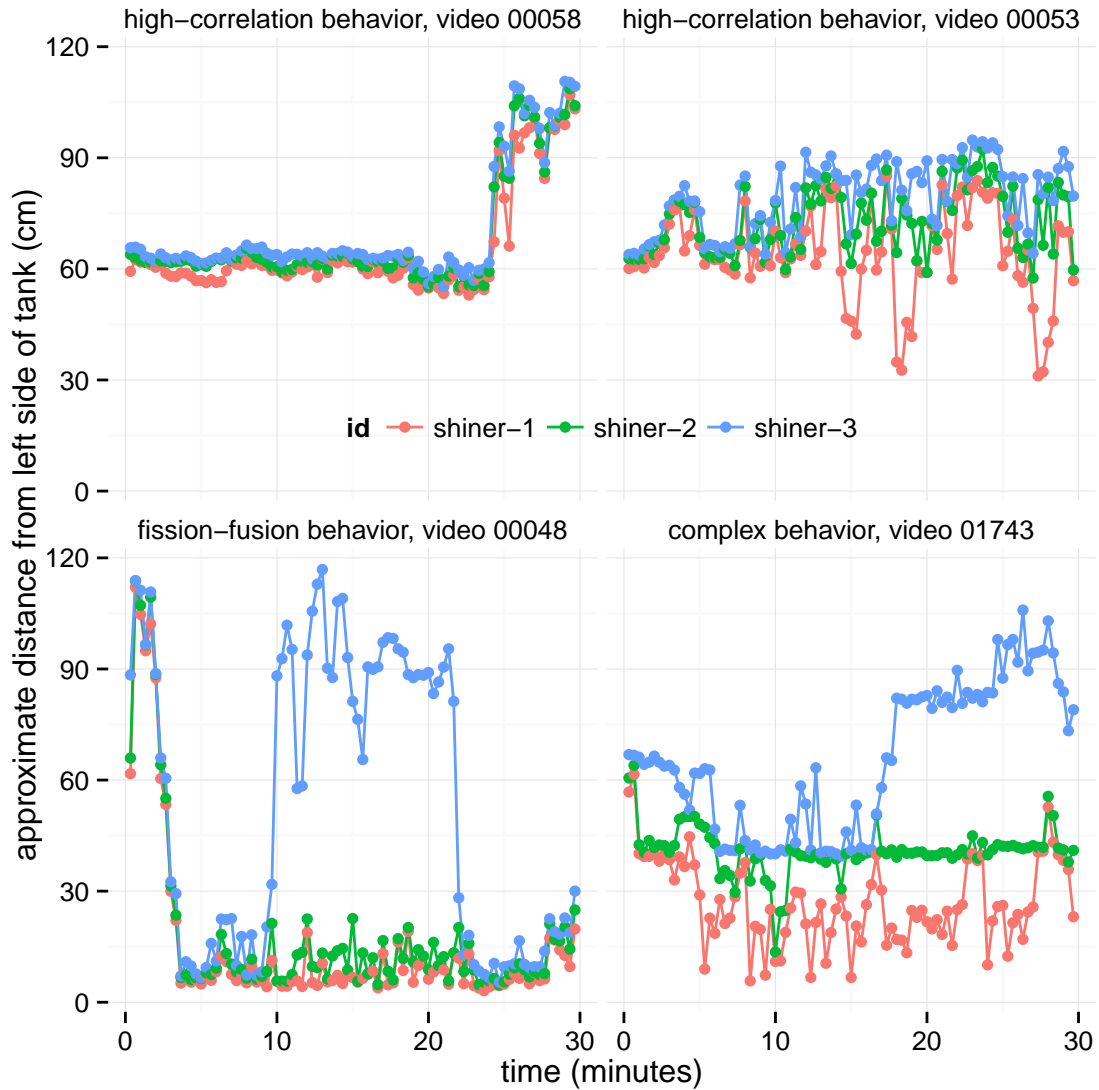 high−correlation behavior, video 00058
high−correlation behavior, video 00053
120
90
60
30
0
id shiner−1 shiner−2 shiner−3
fission−fusion behavior, video 00048
complex behavior, video 01743
120
90
60
30
0
0 10 20 30
0 10 20 30
time (minutes)
approximate distance from left side of tank (cm)